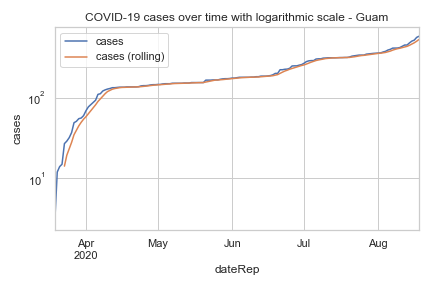 COVID-19 cases over time with logarithmic scale - Guam
cases
cases (rolling)
10²
10¹
cases
Apr
2020
May
Jun
Jul
Aug
dateRep